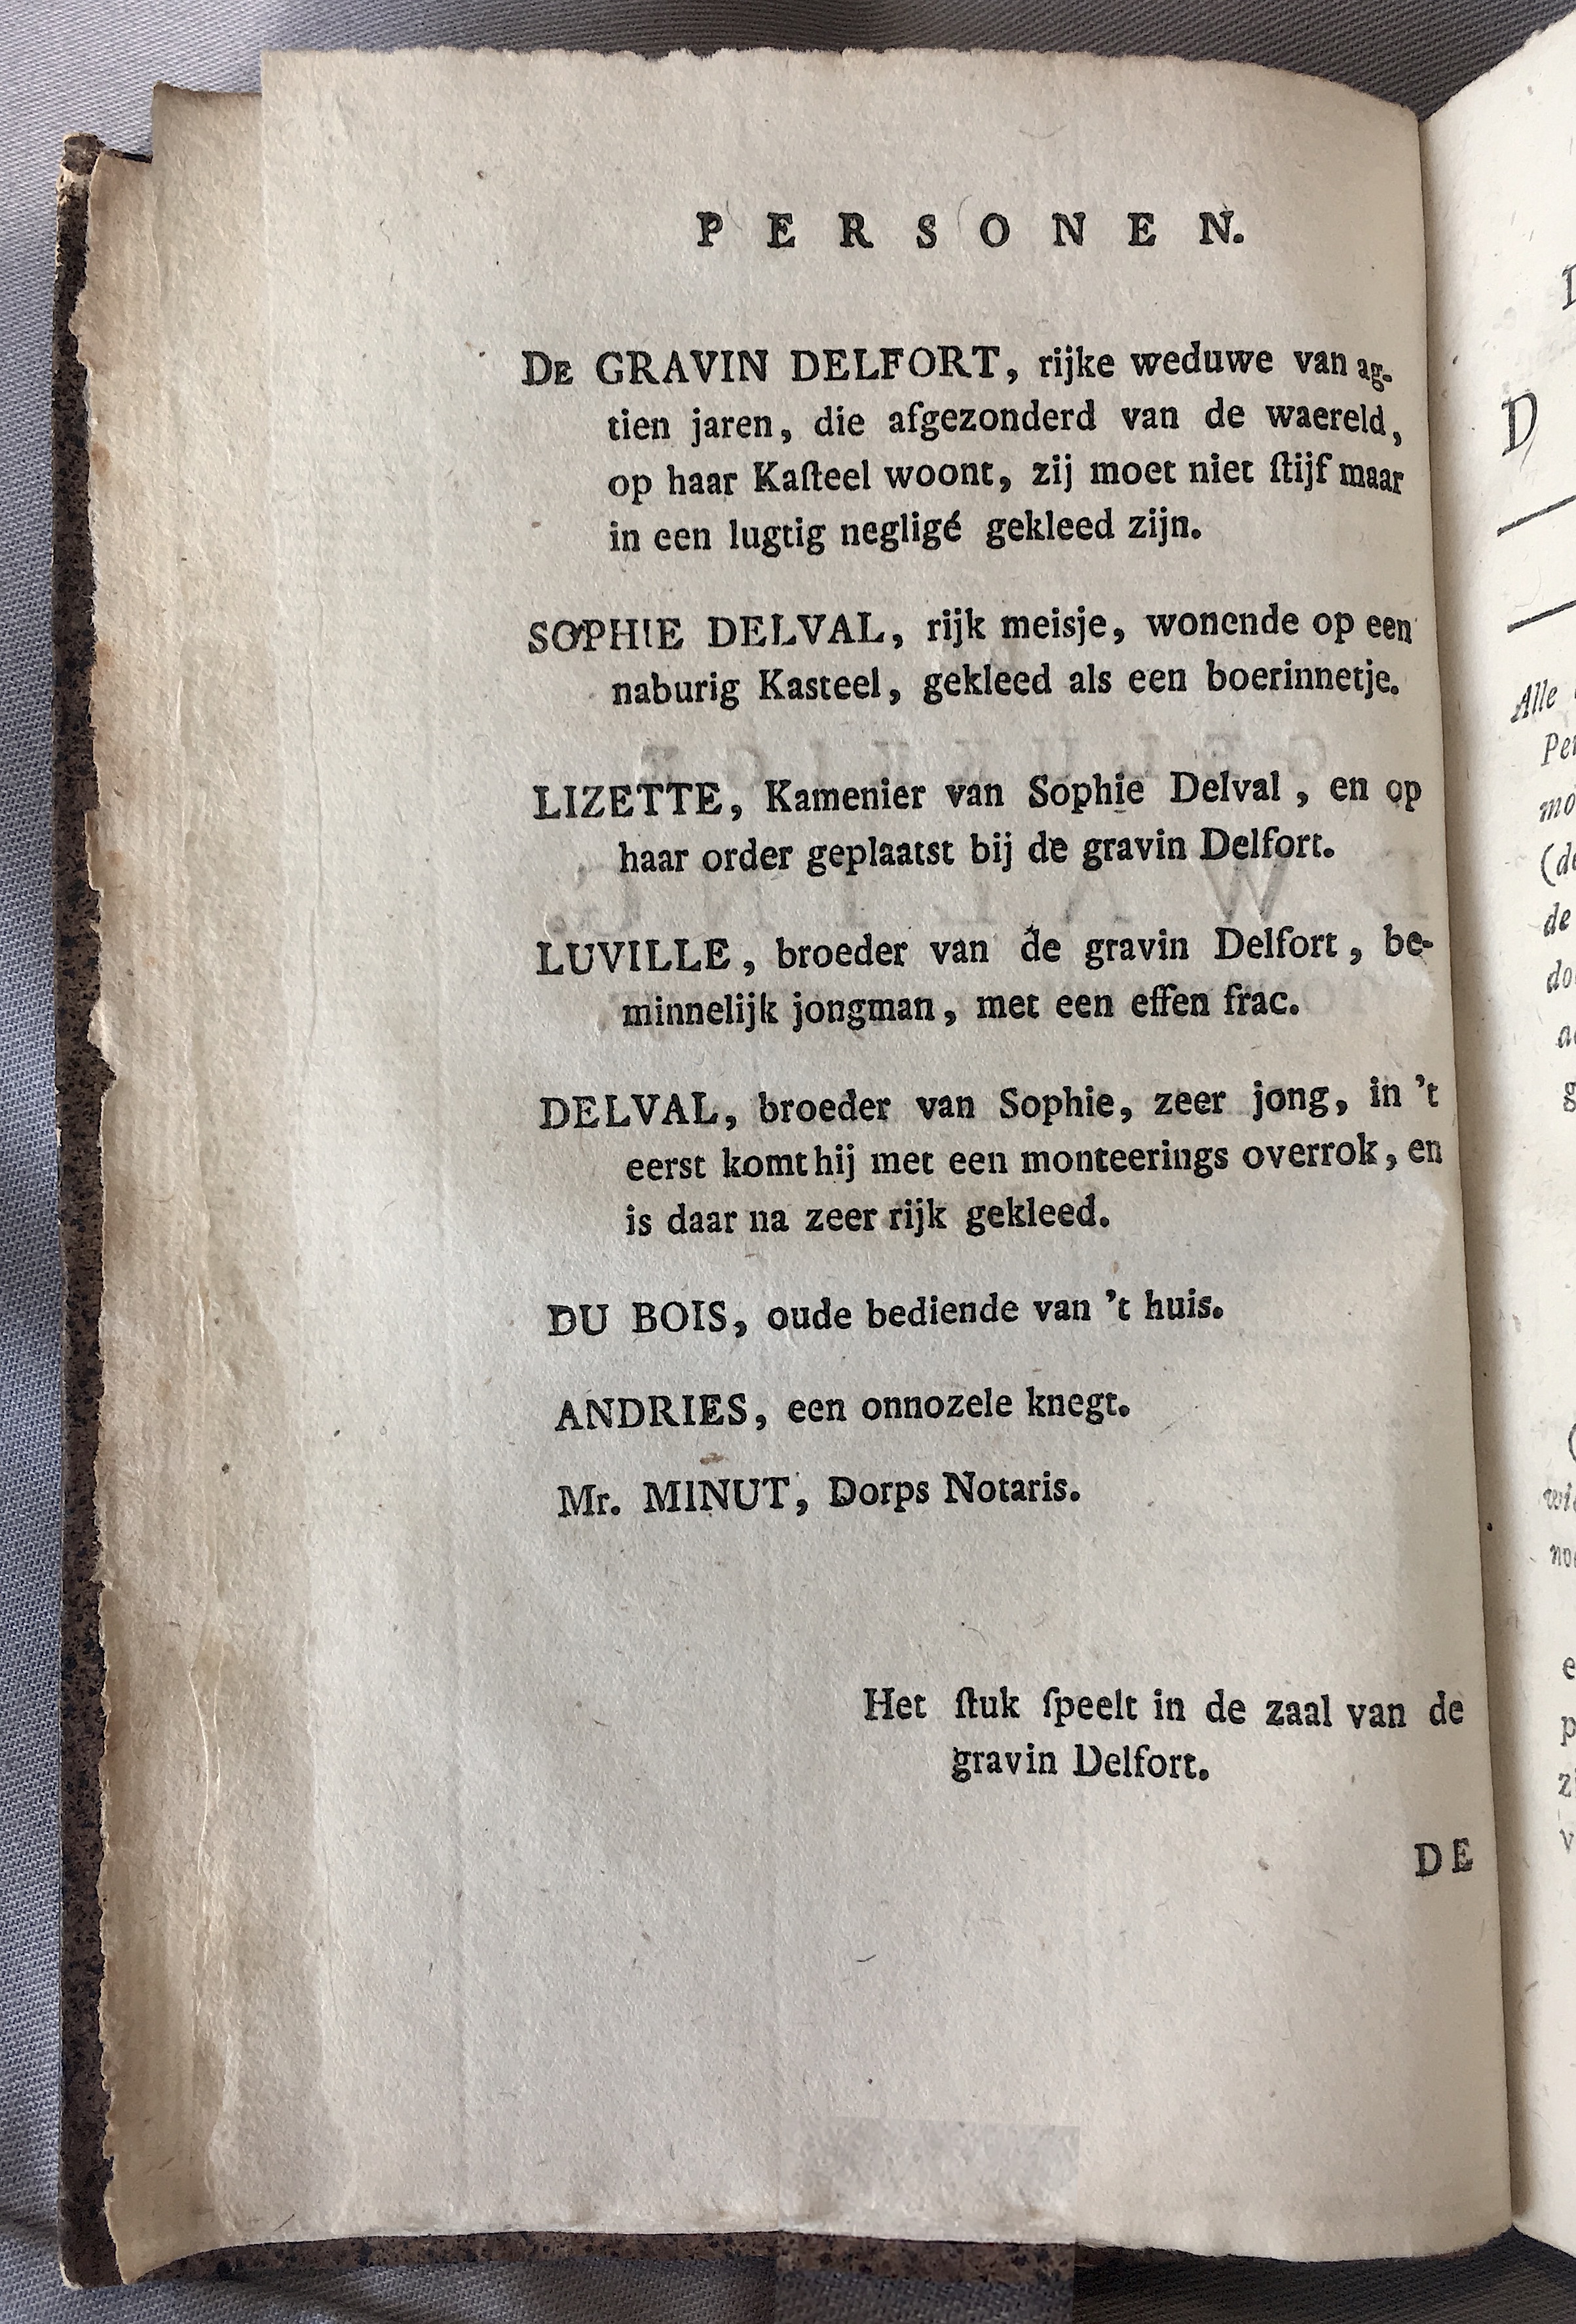 PERSONEN.
DE GRAVIN DELFORT, rijke weduwe van ag-
tien jaren, die afgezonderd van de waereld,
op haar Kaſteel woont, zij moet niet ſtijf maar
in een lugtig negligé gekleed zijn.
SOPHIE DELVAL, rijk meisje, wonende op een
naburig Kasteel, gekleed als een boerinnetje.
LIZETTE, Kamenier van Sophie Delval, en op
haar order geplaatst bij de gravin Delfort.
LUVILLE, broeder van de gravin Delfort, be-
minnelijk jongman, met een effen frac.
DELVAL, broeder van Sophie, zeer jong, in 't
eerst komt hij met een monteerings overrok, en
is daar na zeer rijk gekleed.
DU BOIS, oude bediende van 't huis.
ANDRIES, een onnozele knegt.
Mr. MINUT, Dorps Notaris.
Het ſtuk ſpeelt in de zaal van de
gravin Delfort.
DE
D
Alle
de